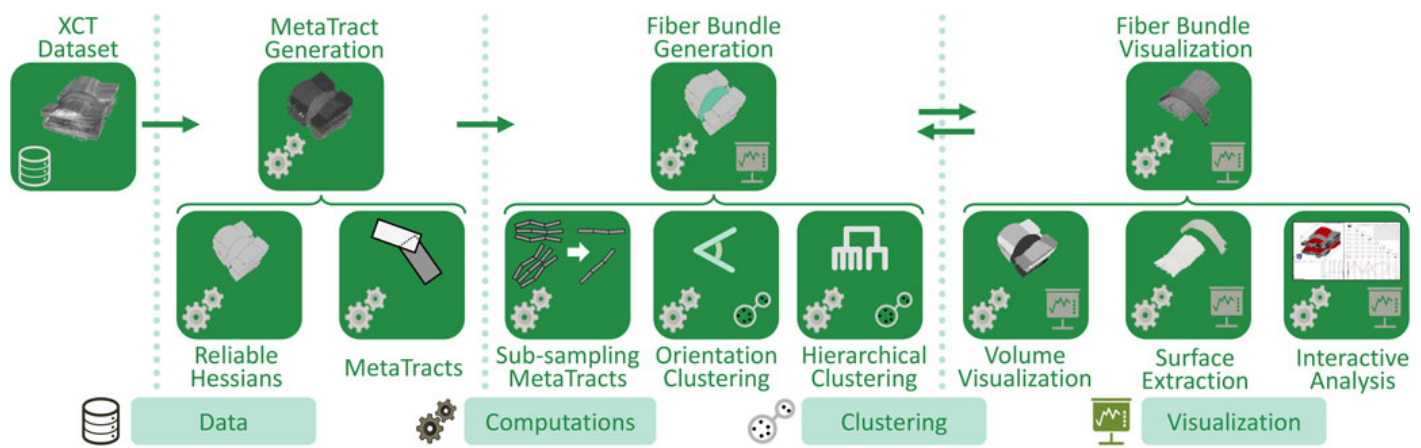 XCT
Dataset
MetaTract
Generation
Fiber Bundle
Generation
Fiber Bundle
Visualization
Reliable
Hessians
MetaTracts
Sub-sampling
MetaTracts
Orientation
Clustering
Hierarchical
Clustering
Volume
Visualization
Surface
Extraction
Interactive
Analysis
Data
Computations
Clustering
Visualization